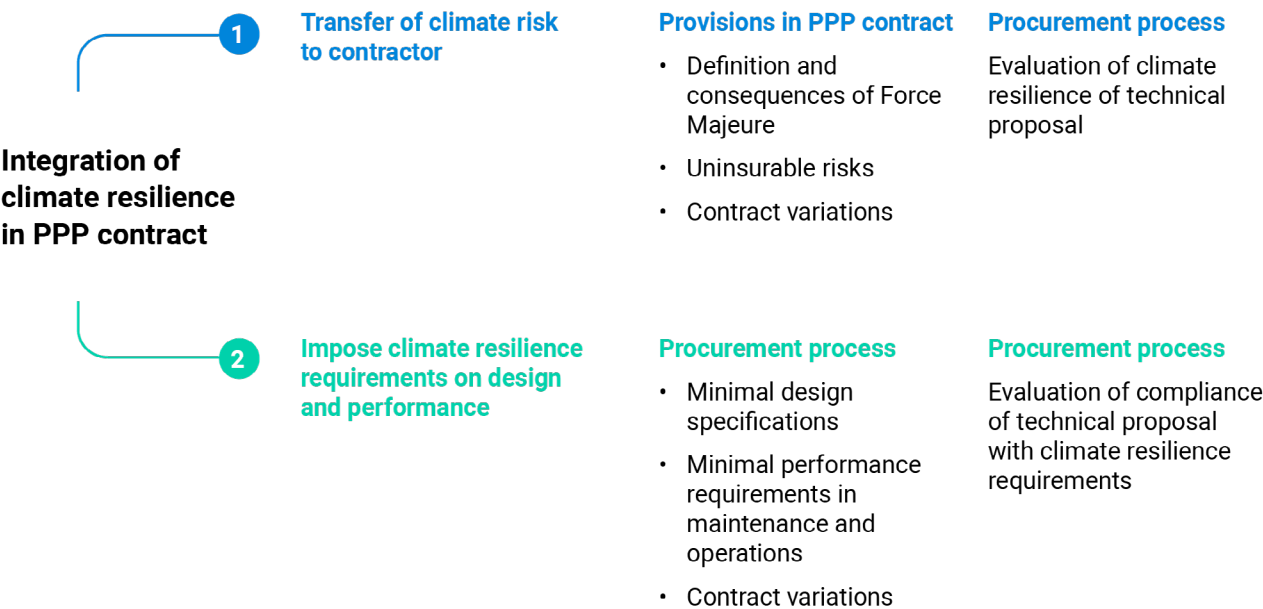 1
Transfer of climate risk
to contractor
Provisions in PPP contract
• Definition and
consequences of Force
Majeure
• Uninsurable risks
• Contract variations
Procurement process
Evaluation of climate
resilience of technical
proposal
Integration of
climate resilience
in PPP contract
2
Impose climate resilience
requirements on design
and performance
Procurement process
• Minimal design
specifications
• Minimal performance
requirements in
maintenance and
operations
• Contract variations
Procurement process
Evaluation of compliance
of technical proposal
with climate resilience
requirements